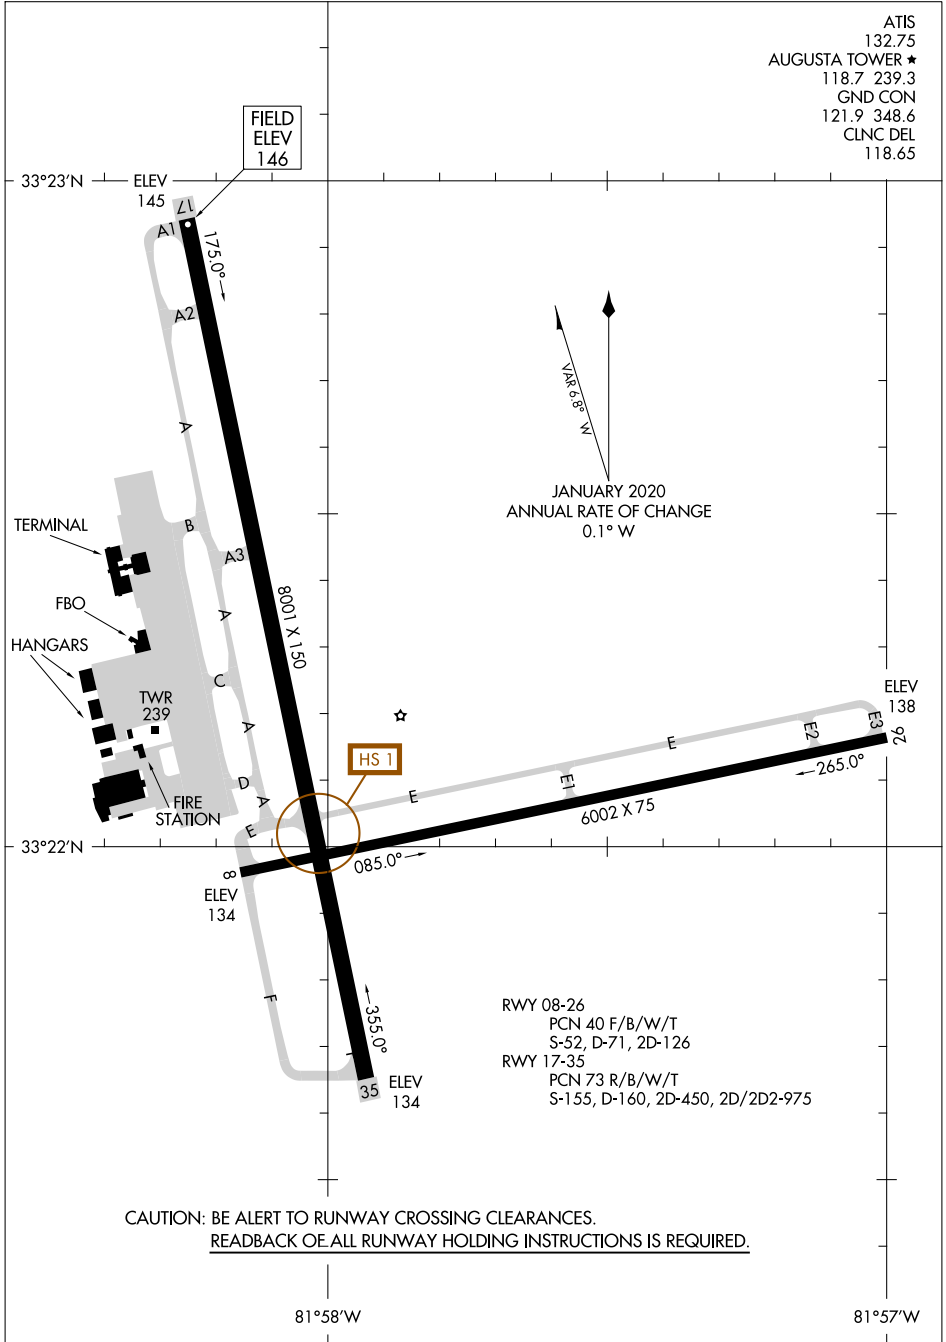 ATIS
132.75
AUGUSTA TOWER ★
118.7 239.3
GND CON
121.9 348.6
CLNC DEL
118.65
FIELD
ELEV
146
33°23'N
ELEV
145
17
A1
175.0°
A2
VAR 6.8° W
A
JANUARY 2020
ANNUAL RATE OF CHANGE
0.1° W
TERMINAL
B
A3
FBO
8001 X 150
A
HANGARS
C
TWR
239
A
ELEV
138
E3
26
E2
E
HS 1
265.0°
E1
D
A
E
6002 X 75
FIRE
STATION
E
33°22'N
085.0°
8
ELEV
134
F
355.0°
RWY 08-26
PCN 40 F/B/W/T
S-52, D-71, 2D-126
RWY 17-35
PCN 73 R/B/W/T
S-155, D-160, 2D-450, 2D/2D2-975
35
ELEV
134
CAUTION: BE ALERT TO RUNWAY CROSSING CLEARANCES.
READBACK OF ALL RUNWAY HOLDING INSTRUCTIONS IS REQUIRED.
81°58'W
81°57'W